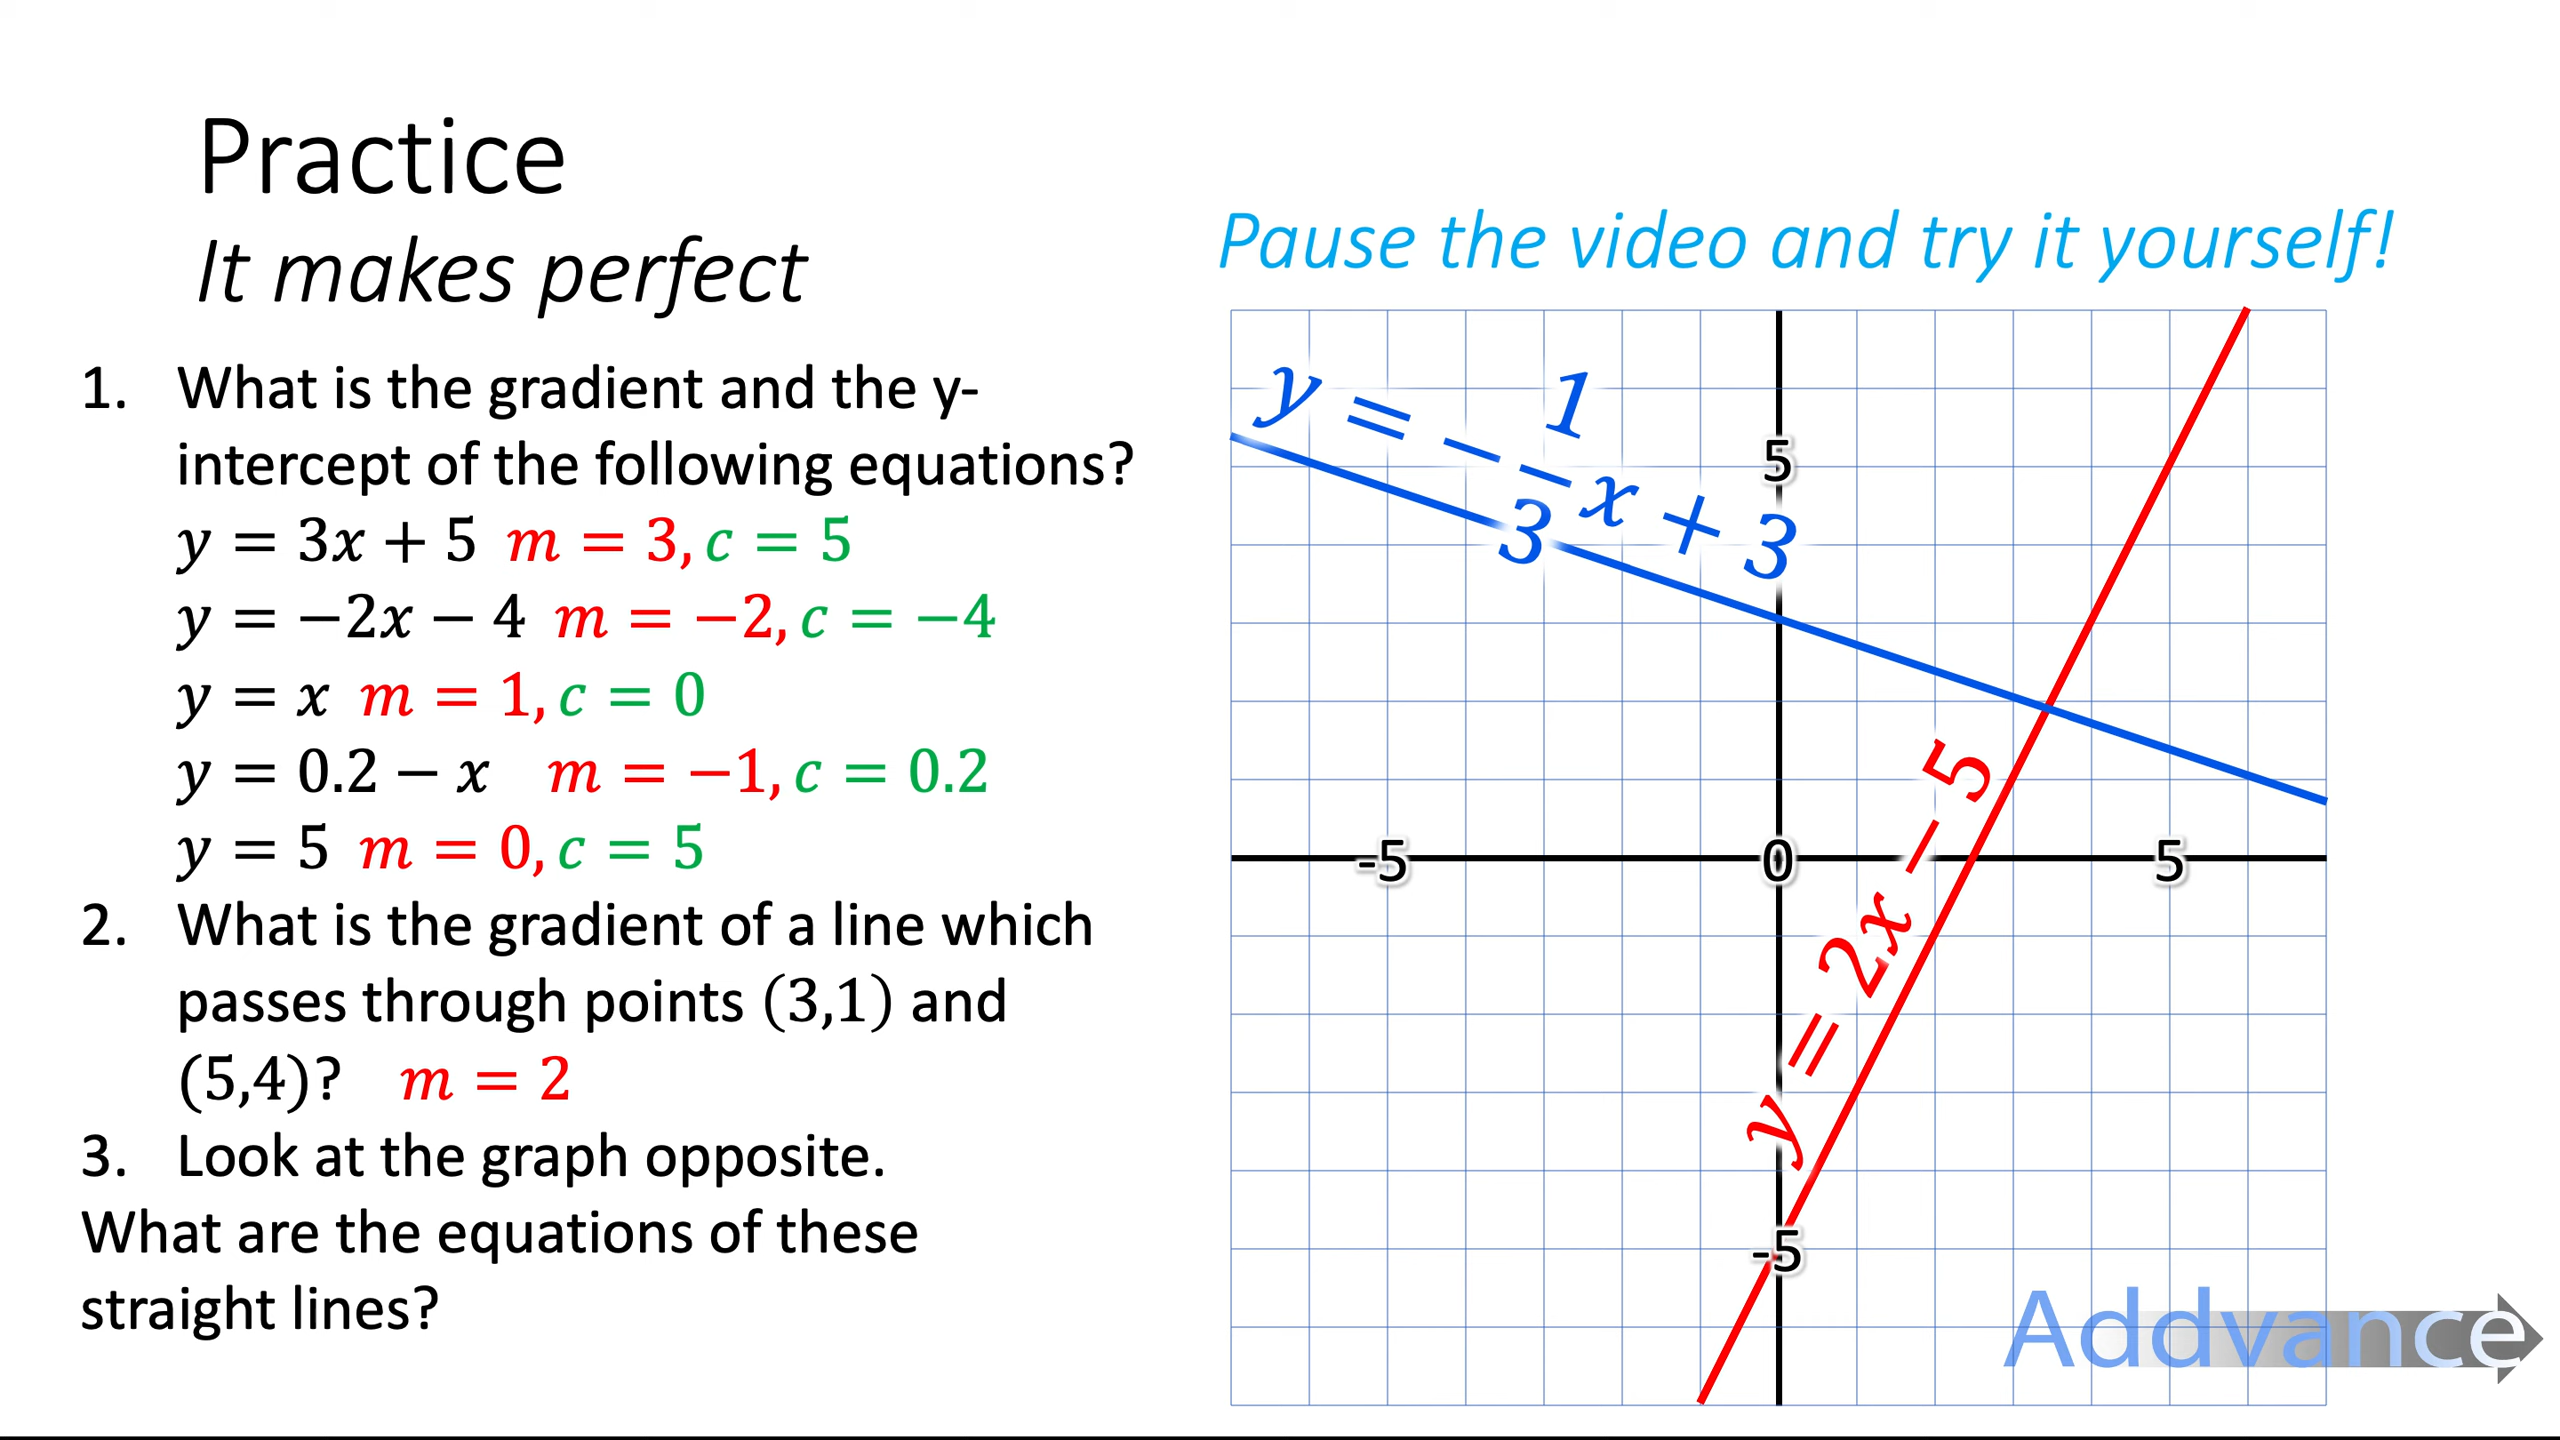 Practice
It makes perfect
Pause the video and try it yourself!
1. What is the gradient and the y-
intercept of the following equations?
y = 3x + 5 m = 3, c = 5
y = −2x − 4 m = −2, c = −4
y = x m = 1, c = 0
y = 0.2 − x m = −1, c = 0.2
y = 5 m = 0, c = 5
2. What is the gradient of a line which
passes through points (3,1) and
(5,4)? m = 2
3. Look at the graph opposite.
What are the equations of these
straight lines?
y = −1/3 x + 3
5
-5 0 5
y = 2x − 5
-5
Addvance